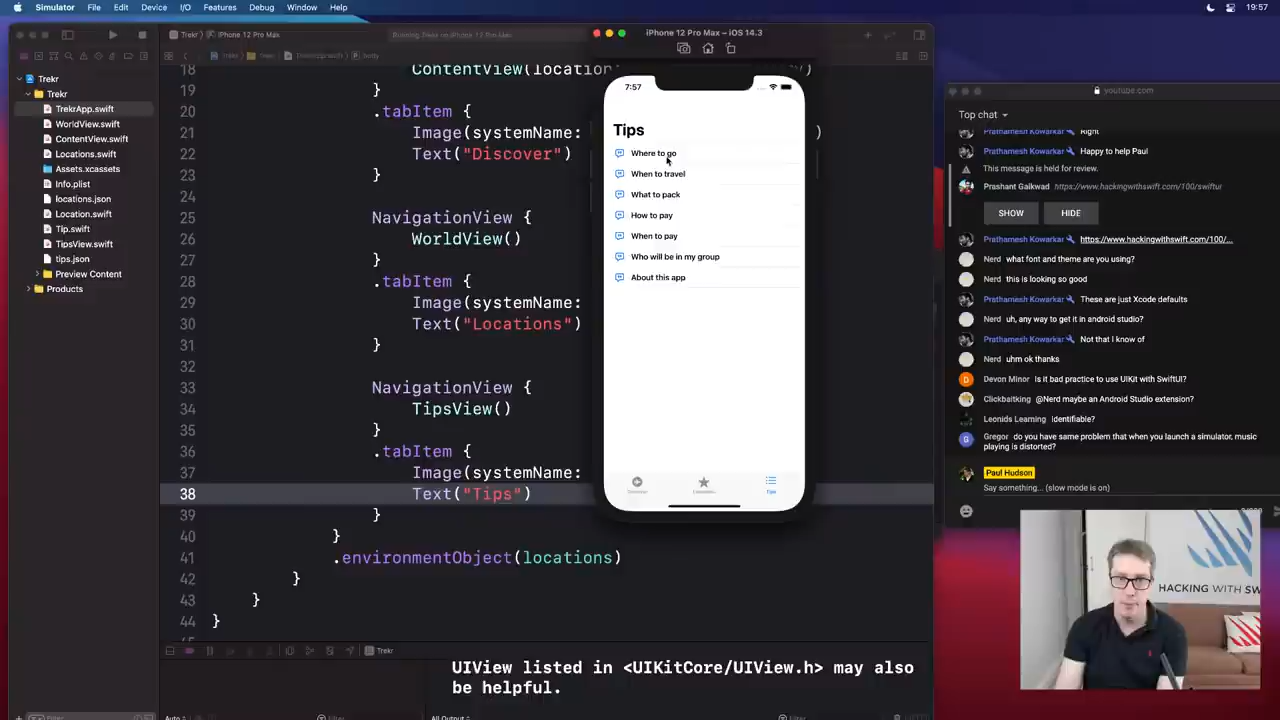 Simulator File Edit Device I/O Features Debug Window Help 19:57
Trekr iPhone 12 Pro Max
Trekr
Trekr
TrekrApp.swift
WorldView.swift
ContentView.swift
Locations.swift
Assets.xcassets
Info.plist
locations.json
Location.swift
Tip.swift
TipsView.swift
tips.json
Preview Content
Products
18 ContentView(location
19 }
20 .tabItem {
21 Image(systemName: )
22 Text("Discover")
23 }
24
25 NavigationView {
26 WorldView()
27 }
28 .tabItem {
29 Image(systemName:
30 Text("Locations")
31 }
32
33 NavigationView {
34 TipsView()
35 }
36 .tabItem {
37 Image(systemName:
38 Text("Tips")
39 }
40 }
41 .environmentObject(locations)
42 }
43 }
44 }
Trekr
UIView listed in <UIKitCore/UIView.h> may also
be helpful.
Auto
Filter
All Output
Filter
Filter
iPhone 12 Pro Max – iOS 14.3
7:57
Tips
Where to go
When to travel
What to pack
How to pay
When to pay
Who will be in my group
About this app
Tips
youtube.com
Top chat
Prathamesh Kowarkar Right
Prathamesh Kowarkar Happy to help Paul
This message is held for review.
Prashant Gaikwad https://www.hackingwithswift.com/100/swiftui
SHOW HIDE
Prathamesh Kowarkar https://www.hackingwithswift.com/100/...
Nerd what font and theme are you using?
Nerd this is looking so good
Prathamesh Kowarkar These are just Xcode defaults
Nerd uh, any way to get it in android studio?
Prathamesh Kowarkar Not that I know of
Nerd uhm ok thanks
Devon Minor Is it bad practice to use UIKit with SwiftUI?
Clickbaitking @Nerd maybe an Android Studio extension?
Leonids Learning Identifiable?
Gregor do you have same problem that when you launch a simulator, music
playing is distorted?
Paul Hudson
Say something... (slow mode is on)
HACKING WITH SW